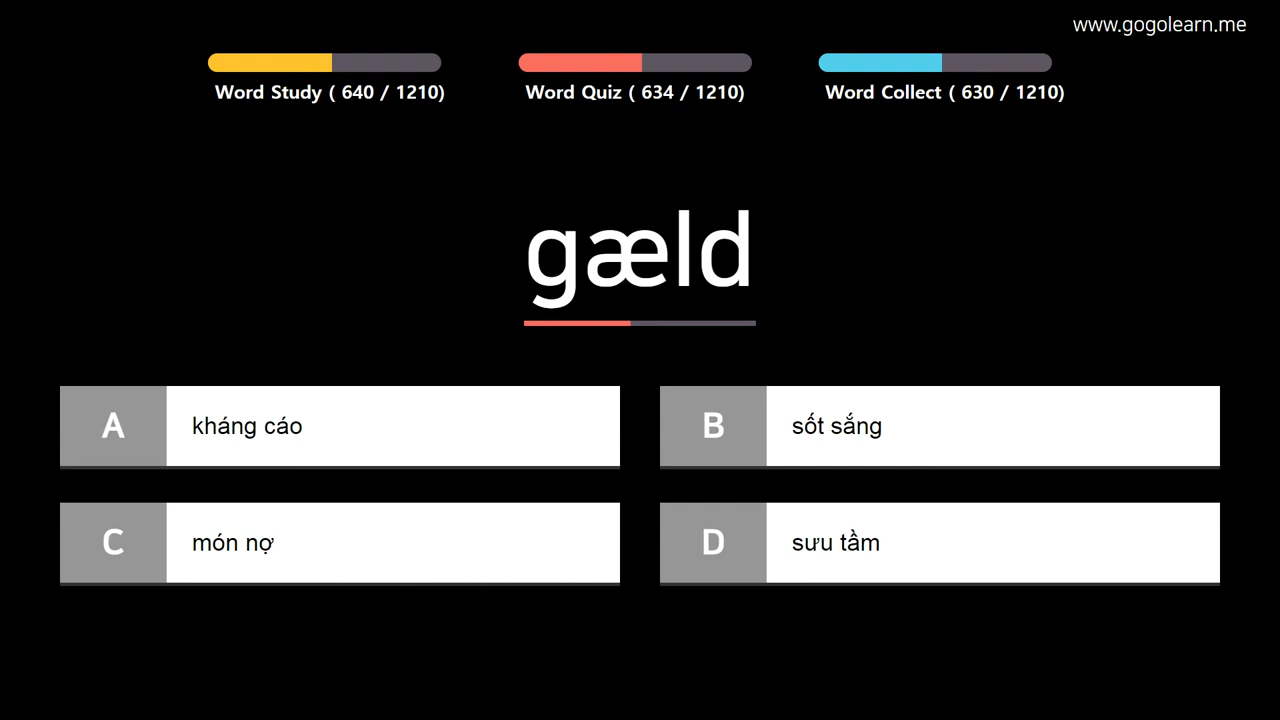 www.gogolearn.me
Word Study ( 640 / 1210)
Word Quiz ( 634 / 1210)
Word Collect ( 630 / 1210)
gæld
A kháng cáo
B sốt sắng
C món nợ
D sưu tầm